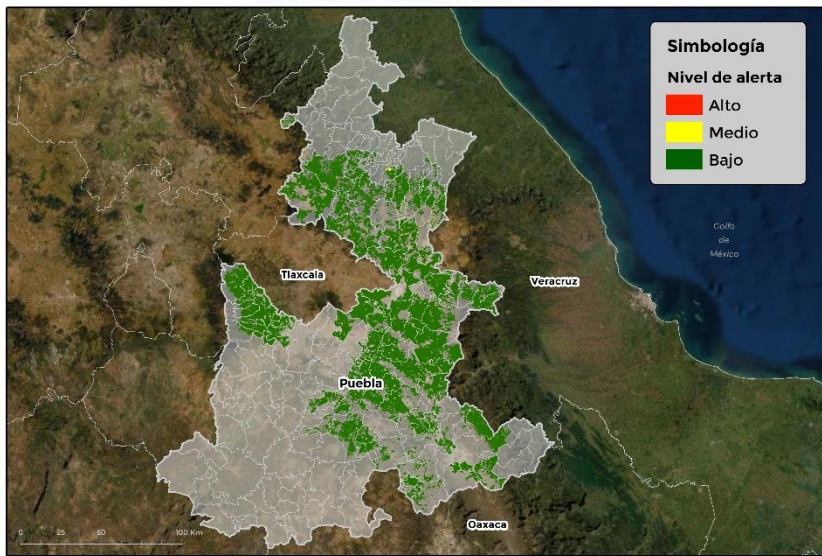 Simbología
Nivel de alerta
Alto
Medio
Bajo
Golfo
de
México
Tlaxcala
Veracruz
Puebla
Oaxaca
0 25 50 100 Km